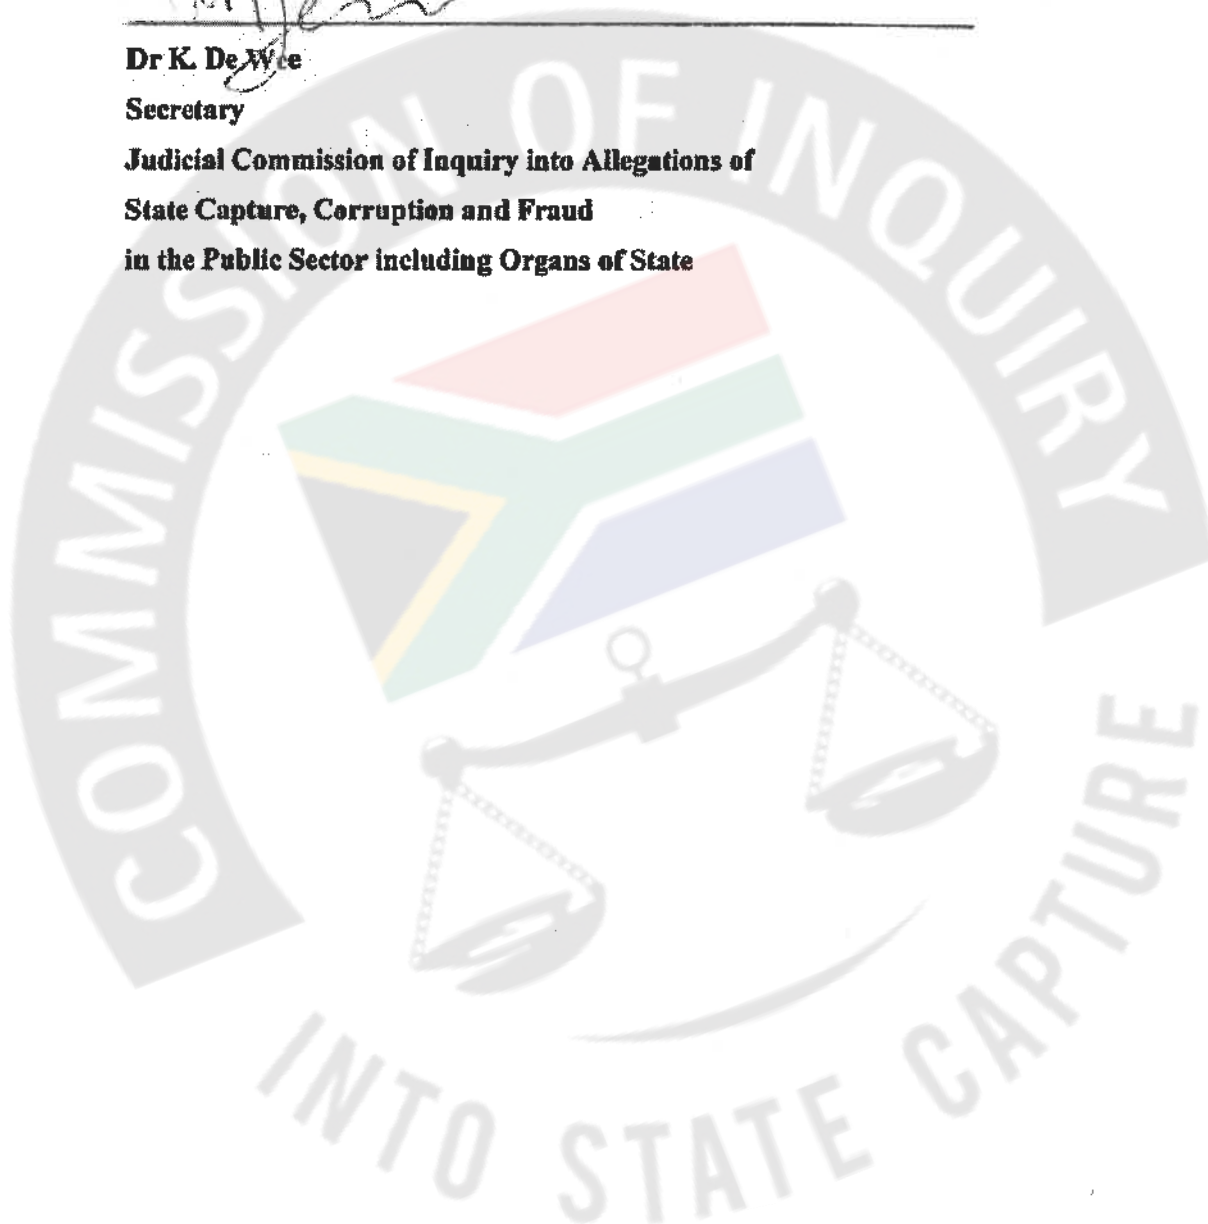 Dr K. De Wee
Secretary
Judicial Commission of Inquiry into Allegations of
State Capture, Corruption and Fraud
in the Public Sector including Organs of State
COMMISSION OF INQUIRY
INTO STATE CAPTURE